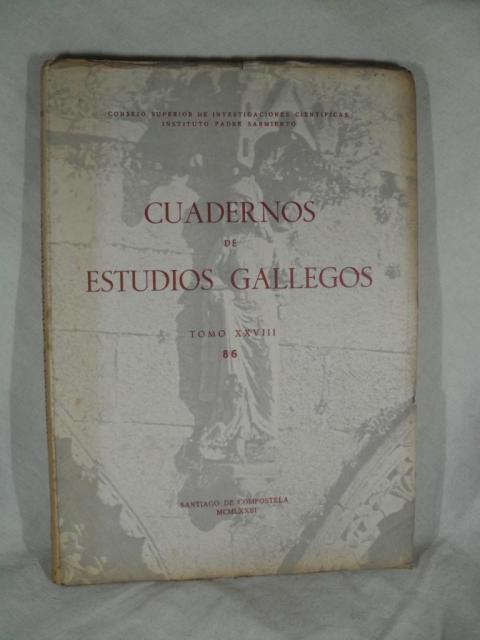 CONSEJO SUPERIOR DE INVESTIGACIONES CIENTIFICAS
INSTITUTO PADRE SARMIENTO
CUADERNOS
DE
ESTUDIOS GALLEGOS
TOMO XXVIII
86
SANTIAGO DE COMPOSTELA
MCMLXXIII